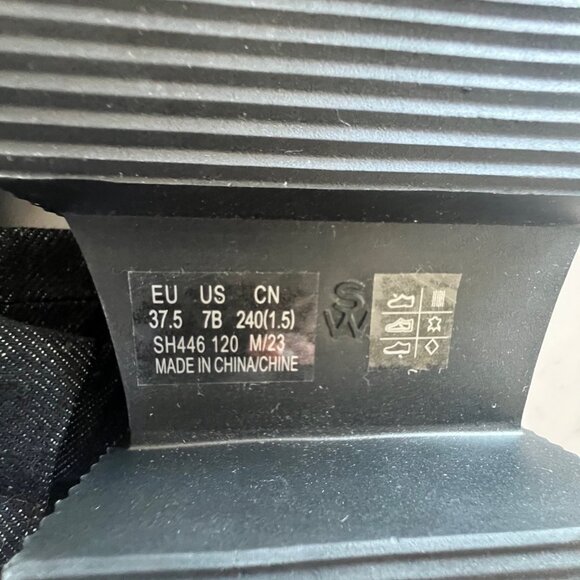 EU US CN
37.5 7B 240(1.5)
SH446 120 M/23
MADE IN CHINA/CHINE
SW